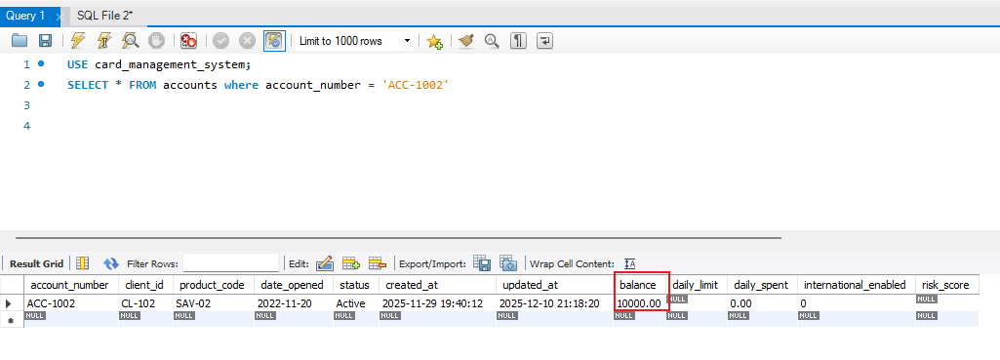 Query 1 SQL File 2*
Limit to 1000 rows
1 USE card_management_system;
2 SELECT * FROM accounts where account_number = 'ACC-1002'
3
4
Result Grid Filter Rows: Edit: Export/Import: Wrap Cell Content:
account_number client_id product_code date_opened status created_at updated_at balance daily_limit daily_spent international_enabled risk_score
ACC-1002 CL-102 SAV-02 2022-11-20 Active 2025-11-29 19:40:12 2025-12-10 21:18:20 10000.00 NULL 0.00 0 NULL
NULL NULL NULL NULL NULL NULL NULL NULL NULL NULL NULL NULL